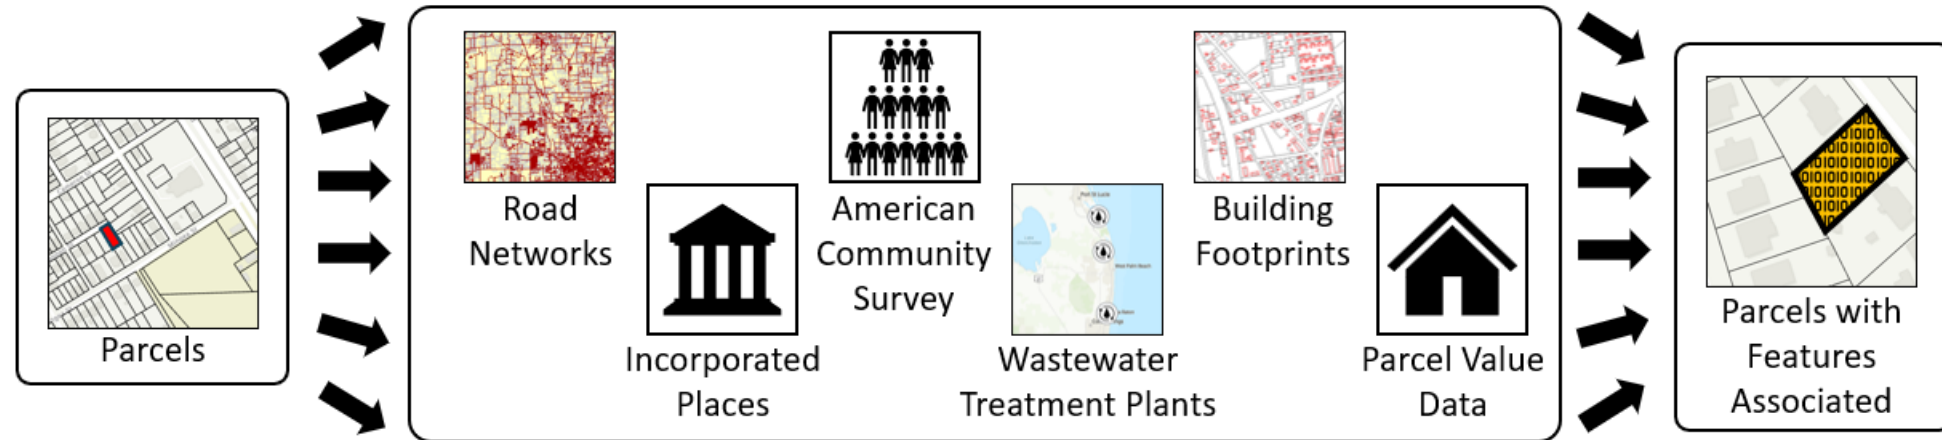 Parcels
Road
Networks
Incorporated
Places
American
Community
Survey
Wastewater
Treatment Plants
Building
Footprints
Parcel Value
Data
Parcels with
Features
Associated